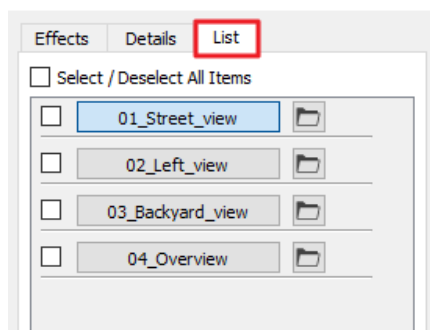 Effects Details List
Select / Deselect All Items
01_Street_view
02_Left_view
03_Backyard_view
04_Overview